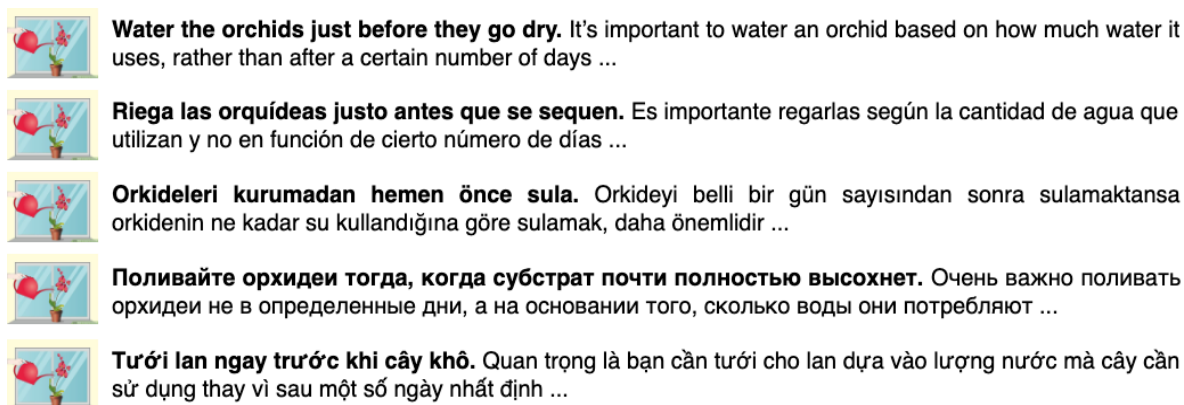 Water the orchids just before they go dry. It's important to water an orchid based on how much water it
uses, rather than after a certain number of days ...
Riega las orquídeas justo antes que se sequen. Es importante regarlas según la cantidad de agua que
utilizan y no en función de cierto número de días ...
Orkideleri kurumadan hemen önce sula. Orkideyi belli bir gün sayısından sonra sulamaktansa
orkidenin ne kadar su kullandığına göre sulamak, daha önemlidir ...
Поливайте орхидеи тогда, когда субстрат почти полностью высохнет. Очень важно поливать
орхидеи не в определенные дни, а на основании того, сколько воды они потребляют ...
Tưới lan ngay trước khi cây khô. Quan trọng là bạn cần tưới cho lan dựa vào lượng nước mà cây cần
sử dụng thay vì sau một số ngày nhất định ...